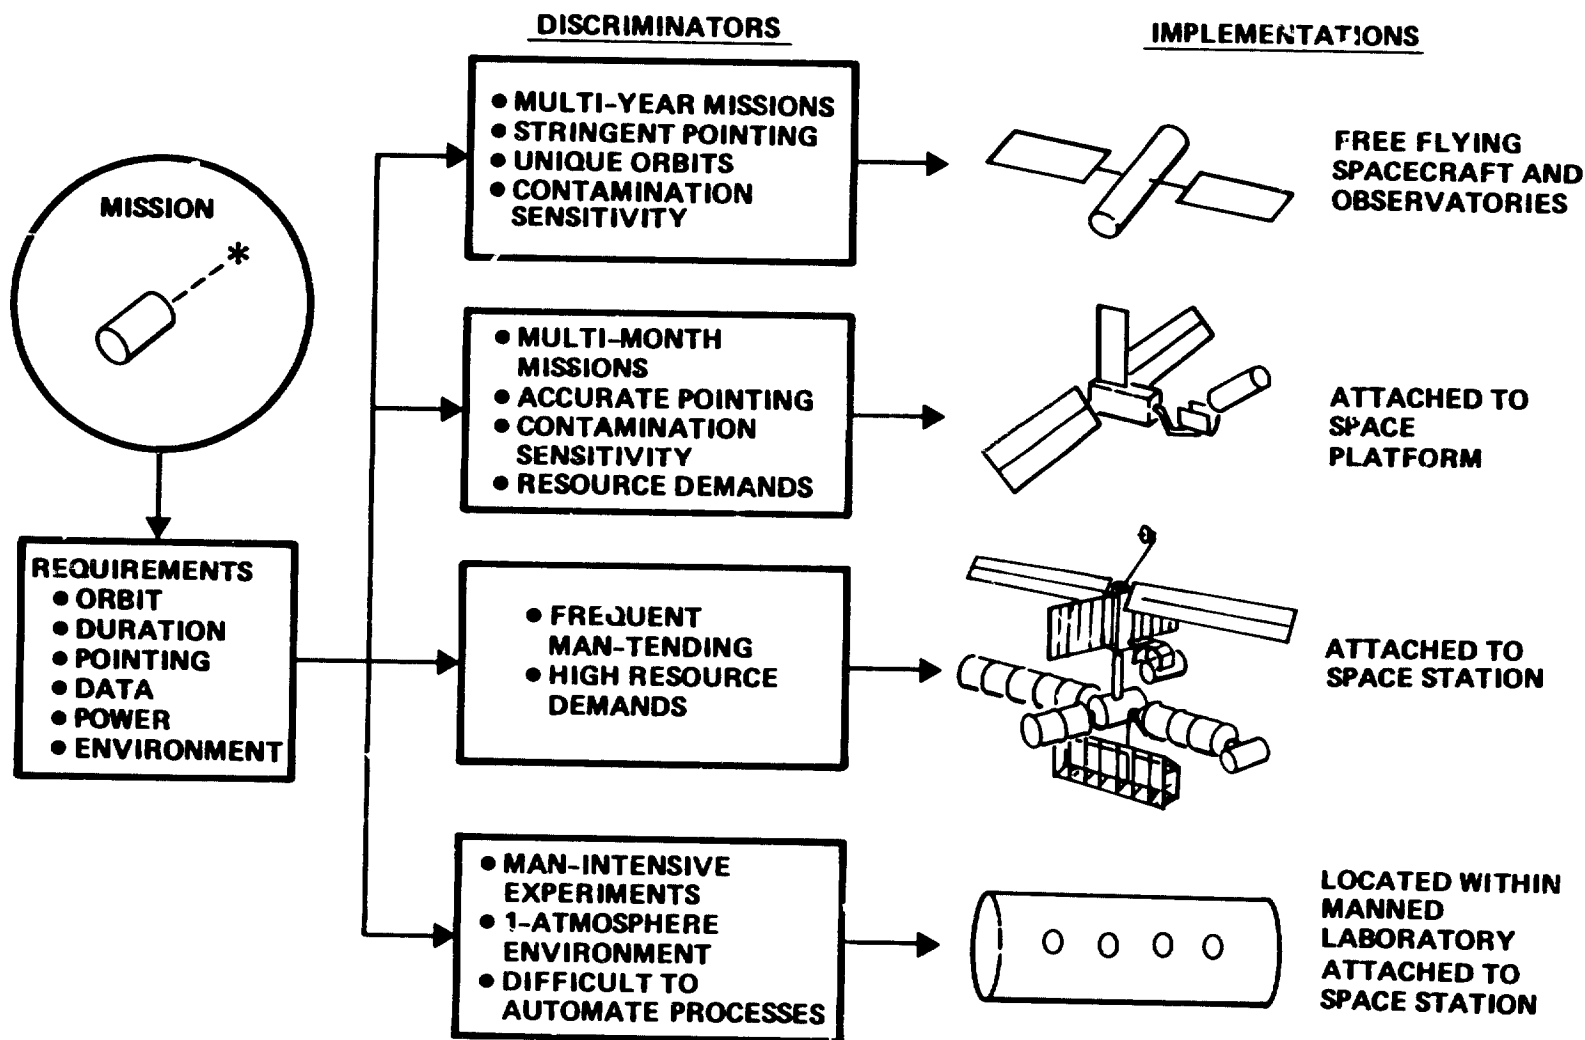 DISCRIMINATORS
IMPLEMENTATIONS
MISSION
*
REQUIREMENTS
● ORBIT
● DURATION
● POINTING
● DATA
● POWER
● ENVIRONMENT
● MULTI-YEAR MISSIONS
● STRINGENT POINTING
● UNIQUE ORBITS
● CONTAMINATION
SENSITIVITY
FREE FLYING
SPACECRAFT AND
OBSERVATORIES
● MULTI-MONTH
MISSIONS
● ACCURATE POINTING
● CONTAMINATION
SENSITIVITY
● RESOURCE DEMANDS
ATTACHED TO
SPACE
PLATFORM
● FREQUENT
MAN-TENDING
● HIGH RESOURCE
DEMANDS
ATTACHED TO
SPACE STATION
● MAN-INTENSIVE
EXPERIMENTS
● 1-ATMOSPHERE
ENVIRONMENT
● DIFFICULT TO
AUTOMATE PROCESSES
LOCATED WITHIN
MANNED
LABORATORY
ATTACHED TO
SPACE STATION